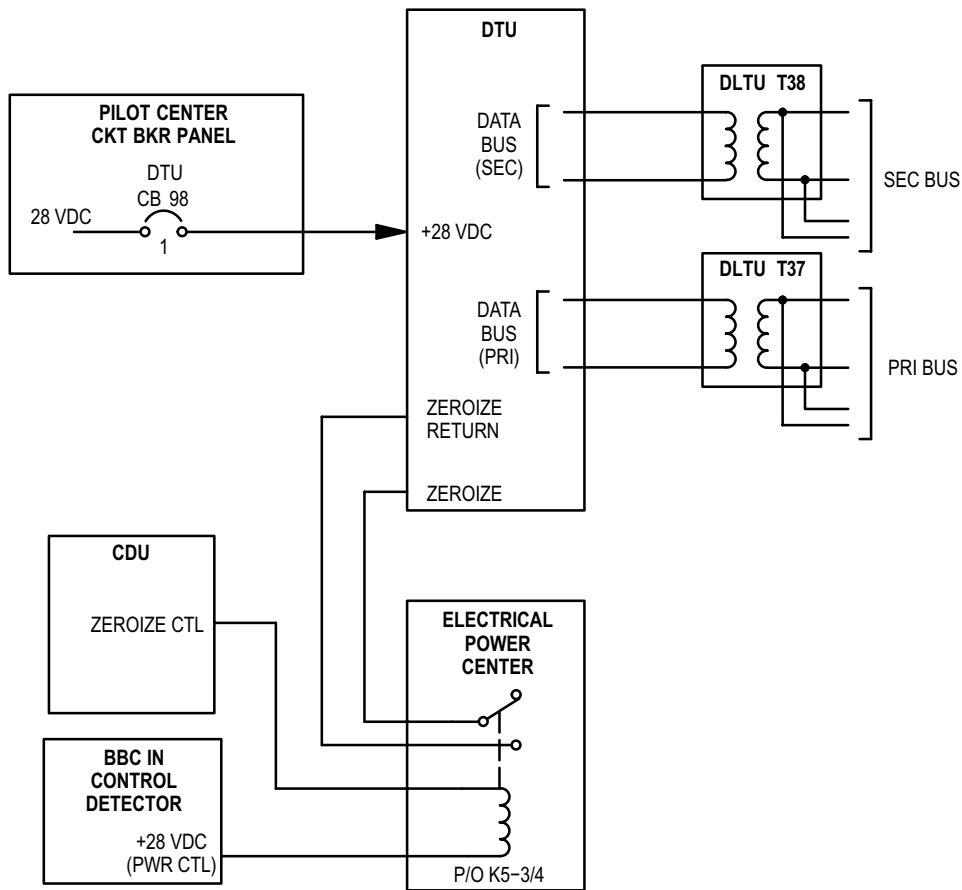 PILOT CENTER
CKT BKR PANEL
DTU
CB 98
28 VDC
1
DTU
DATA
BUS
(SEC)
+28 VDC
DATA
BUS
(PRI)
ZEROIZE
RETURN
ZEROIZE
DLTU T38
SEC BUS
DLTU T37
PRI BUS
CDU
ZEROIZE CTL
BBC IN
CONTROL
DETECTOR
+28 VDC
(PWR CTL)
ELECTRICAL
POWER
CENTER
P/O K5−3/4